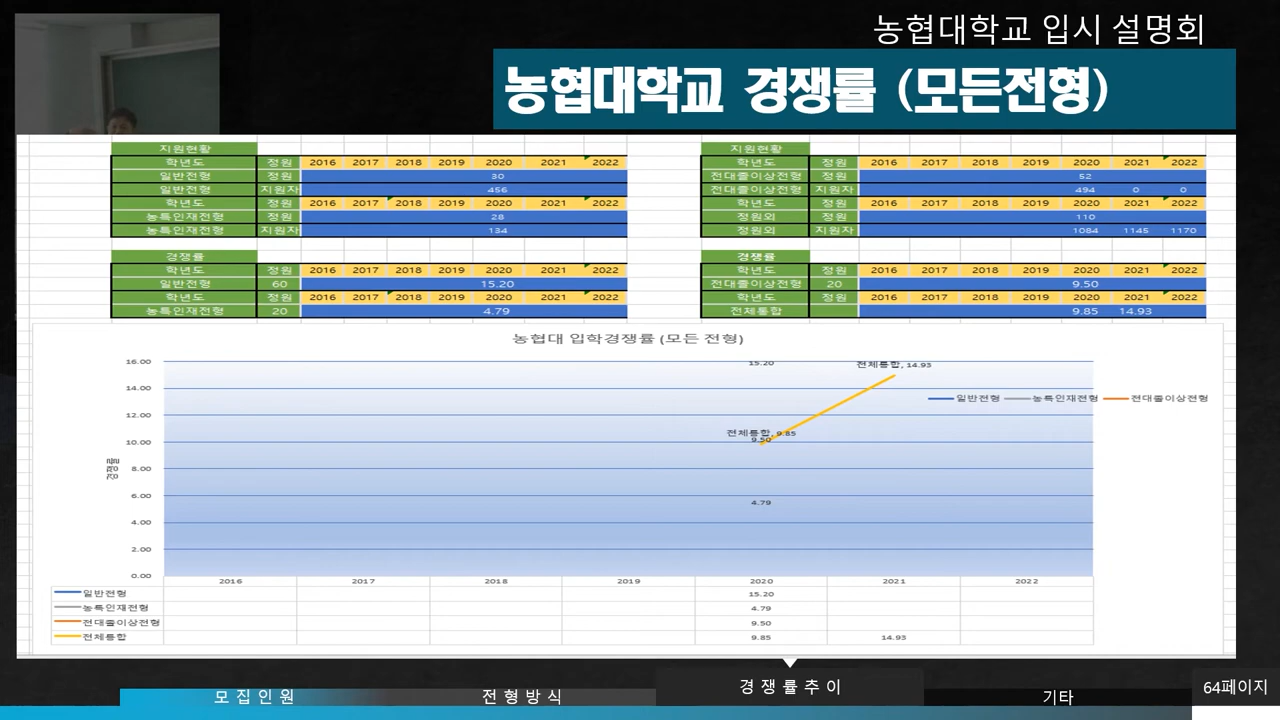 농협대학교 입시 설명회
농협대학교 경쟁률 (모든전형)
지원현황
학년도 정원 2016 2017 2018 2019 2020 2021 2022
일반전형 정원 30
일반전형 지원자 456
학년도 정원 2016 2017 2018 2019 2020 2021 2022
농특인재전형 정원 28
농특인재전형 지원자 134
경쟁률
학년도 정원 2016 2017 2018 2019 2020 2021 2022
일반전형 60 15.20
학년도 정원 2016 2017 2018 2019 2020 2021 2022
농특인재전형 20 4.79
지원현황
학년도 정원 2016 2017 2018 2019 2020 2021 2022
전대졸이상전형 정원 52
전대졸이상전형 지원자 494 0 0
학년도 정원 2016 2017 2018 2019 2020 2021 2022
정원외 정원 110
정원외 지원자 1084 1145 1170
경쟁률
학년도 정원 2016 2017 2018 2019 2020 2021 2022
전대졸이상전형 20 9.50
학년도 정원 2016 2017 2018 2019 2020 2021 2022
전체통합 9.85 14.93
농협대 입학경쟁률 (모든 전형)
16.00
14.00
12.00
10.00
8.00
6.00
4.00
2.00
0.00
경쟁률
15.20
전체통합, 14.93
전체통합, 9.85
9.50
4.79
일반전형 농특인재전형 전대졸이상전형
2016 2017 2018 2019 2020 2021 2022
일반전형 15.20
농특인재전형 4.79
전대졸이상전형 9.50
전체통합 9.85 14.93
모집인원 전형방식 경쟁률추이 기타 64페이지